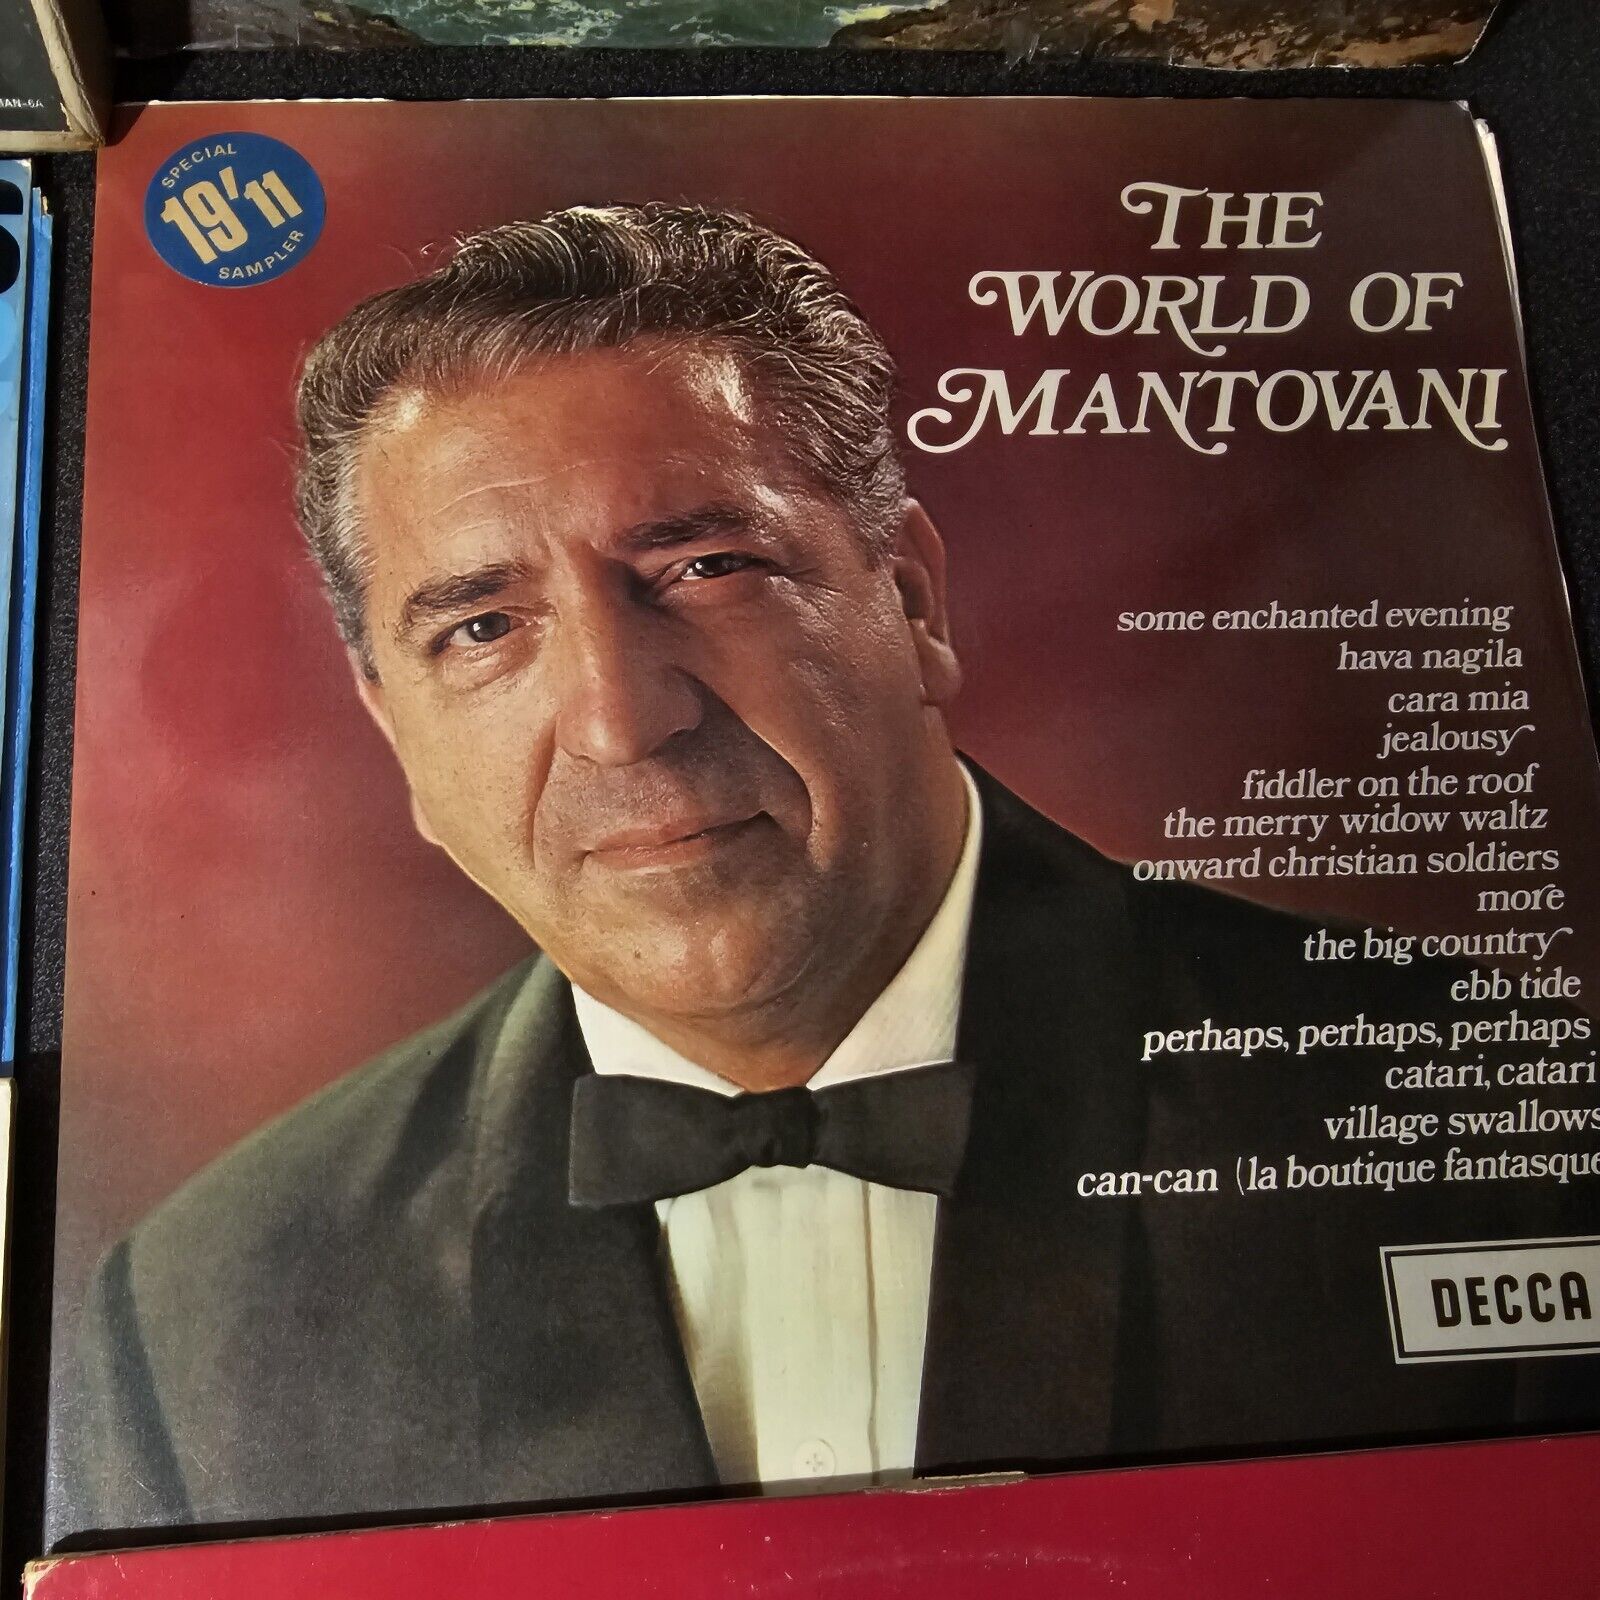 MAN-6A
SPECIAL
19'11
SAMPLER
THE
WORLD OF
MANTOVANI
some enchanted evening
hava nagila
cara mia
jealousy
fiddler on the roof
the merry widow waltz
onward christian soldiers
more
the big country
ebb tide
perhaps, perhaps, perhaps
catari, catari
village swallows
can-can (la boutique fantasque
DECCA